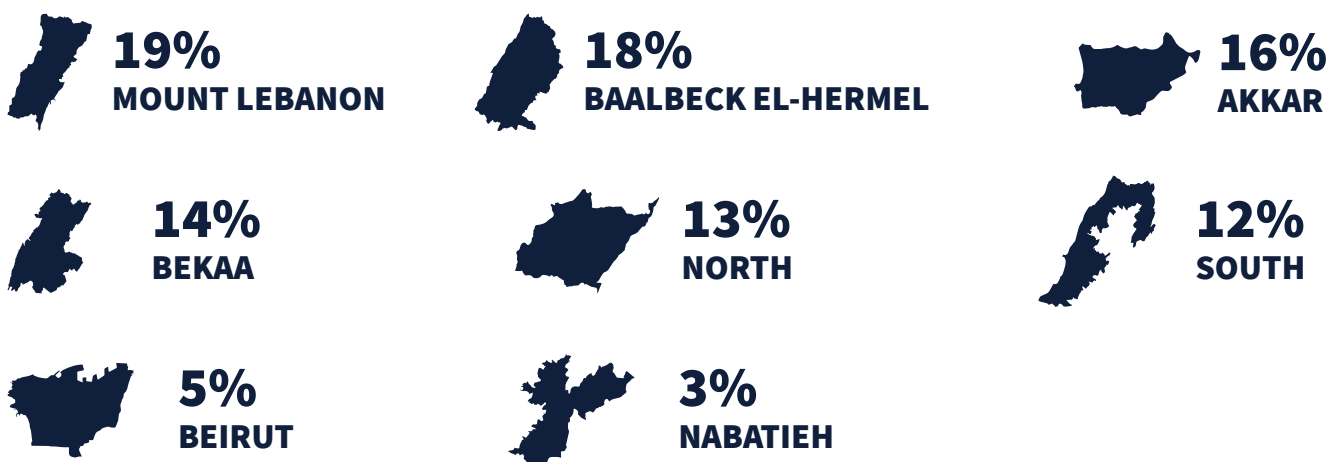 19%
MOUNT LEBANON
18%
BAALBECK EL-HERMEL
16%
AKKAR
14%
BEKAA
13%
NORTH
12%
SOUTH
5%
BEIRUT
3%
NABATIEH